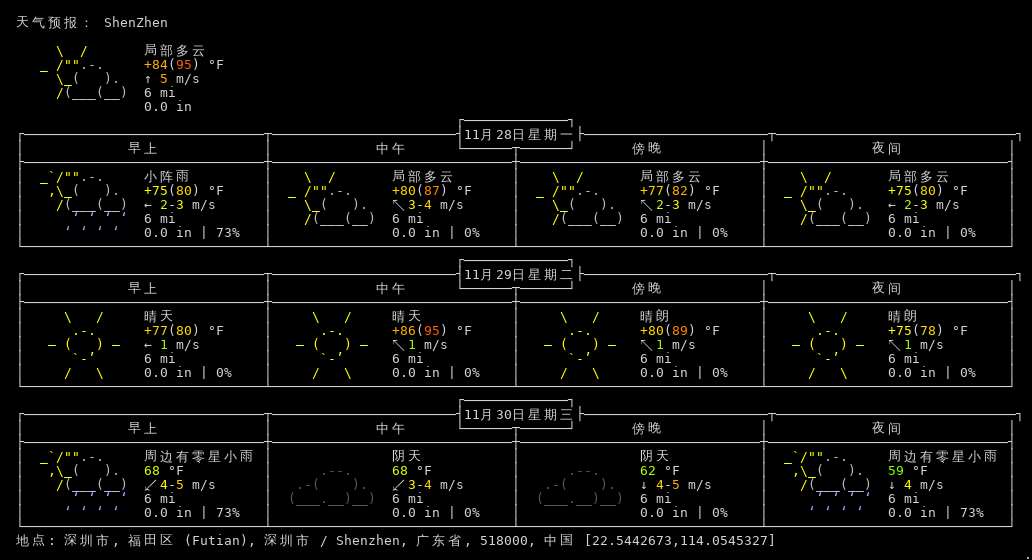 天气预报： ShenZhen
局部多云
+84(95) °F
↑ 5 m/s
6 mi
0.0 in
11月28日星期一
早上 中午 傍晚 夜间
小阵雨 局部多云 局部多云 局部多云
+75(80) °F +80(87) °F +77(82) °F +75(80) °F
← 2-3 m/s ↖ 3-4 m/s ↖ 2-3 m/s ← 2-3 m/s
6 mi 6 mi 6 mi 6 mi
0.0 in | 73% 0.0 in | 0% 0.0 in | 0% 0.0 in | 0%
11月29日星期二
早上 中午 傍晚 夜间
晴天 晴天 晴朗 晴朗
+77(80) °F +86(95) °F +80(89) °F +75(78) °F
← 1 m/s ↖ 1 m/s ↖ 1 m/s ↖ 1 m/s
6 mi 6 mi 6 mi 6 mi
0.0 in | 0% 0.0 in | 0% 0.0 in | 0% 0.0 in | 0%
11月30日星期三
早上 中午 傍晚 夜间
周边有零星小雨 阴天 阴天 周边有零星小雨
68 °F 68 °F 62 °F 59 °F
↙ 4-5 m/s ↙ 3-4 m/s ↓ 4-5 m/s ↓ 4 m/s
6 mi 6 mi 6 mi 6 mi
0.0 in | 73% 0.0 in | 0% 0.0 in | 0% 0.0 in | 73%
地点: 深圳市, 福田区 (Futian), 深圳市 / Shenzhen, 广东省, 518000, 中国 [22.5442673,114.0545327]